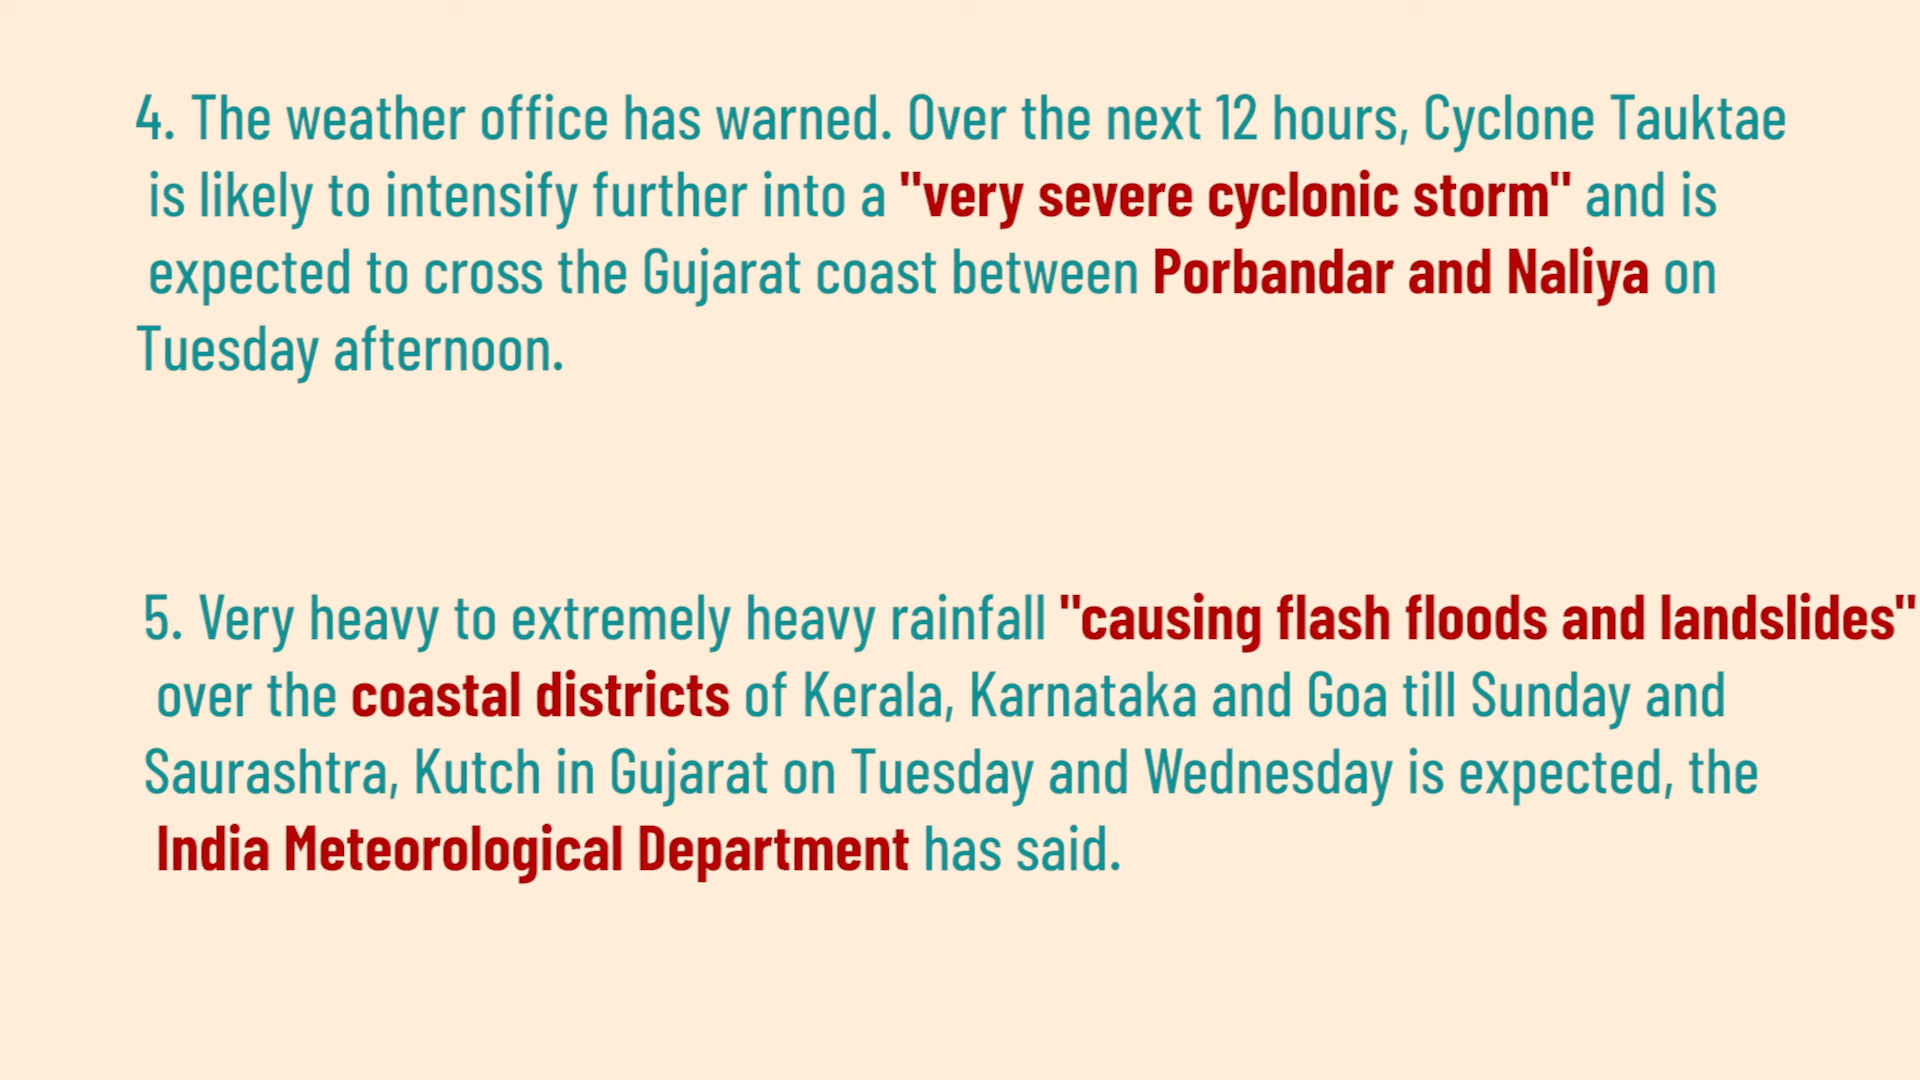 4. The weather office has warned. Over the next 12 hours, Cyclone Tauktae
is likely to intensify further into a "very severe cyclonic storm" and is
expected to cross the Gujarat coast between Porbandar and Naliya on
Tuesday afternoon.
5. Very heavy to extremely heavy rainfall "causing flash floods and landslides"
over the coastal districts of Kerala, Karnataka and Goa till Sunday and
Saurashtra, Kutch in Gujarat on Tuesday and Wednesday is expected, the
India Meteorological Department has said.